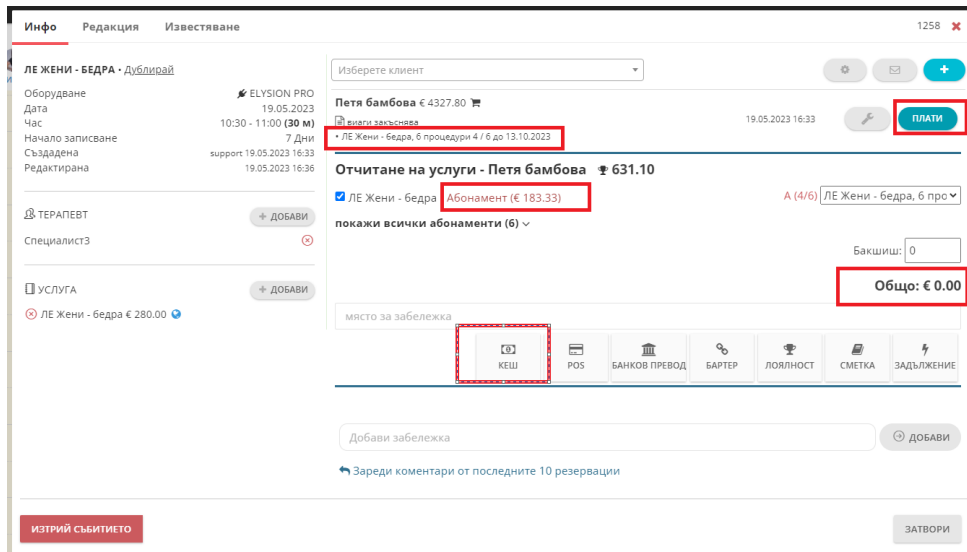 Инфо Редакция Известяване 1258
ЛЕ ЖЕНИ - БЕДРА • Дублирай
Оборудване ELYSION PRO
Дата 19.05.2023
Час 10:30 - 11:00 (30 м)
Начало записване 7 Дни
Създадена support 19.05.2023 16:33
Редактирана 19.05.2023 16:36
ТЕРАПЕВТ + ДОБАВИ
Специалист3
УСЛУГА + ДОБАВИ
ЛЕ Жени - бедра € 280.00
Изберете клиент
Петя бамбова € 4327.80
виаги закъснява
19.05.2023 16:33
ПЛАТИ
• ЛЕ Жени - бедра, 6 процедури 4 / 6 до 13.10.2023
Отчитане на услуги - Петя бамбова 631.10
ЛЕ Жени - бедра Абонамент (€ 183.33) А (4/6) ЛЕ Жени - бедра, 6 про
покажи всички абонаменти (6)
Бакшиш: 0
Общо: € 0.00
място за забележка
КЕШ POS БАНКОВ ПРЕВОД БАРТЕР ЛОЯЛНОСТ СМЕТКА ЗАДЪЛЖЕНИЕ
Добави забележка ДОБАВИ
Зареди коментари от последните 10 резервации
ИЗТРИЙ СЪБИТИЕТО ЗАТВОРИ